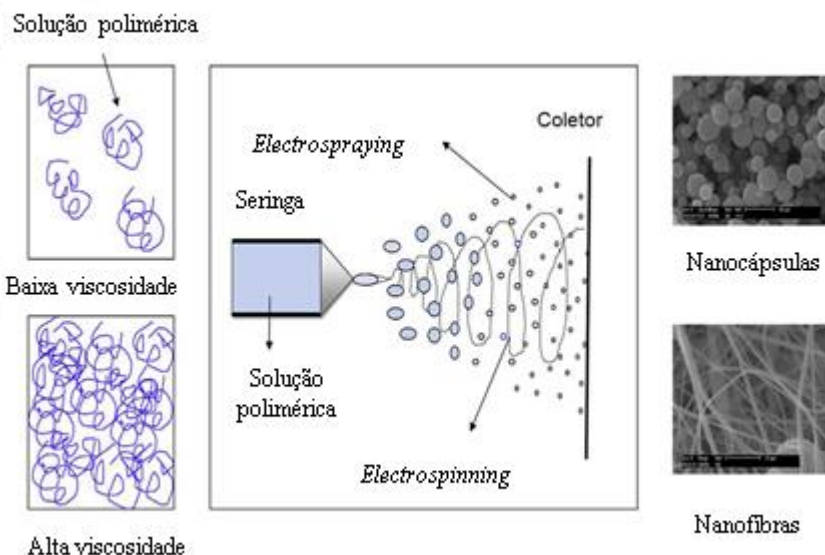 Solução polimérica
Baixa viscosidade
Alta viscosidade
Electrospraying
Coletor
Seringa
Solução
polimérica
Electrospinning
Nanocápsulas
Nanofibras